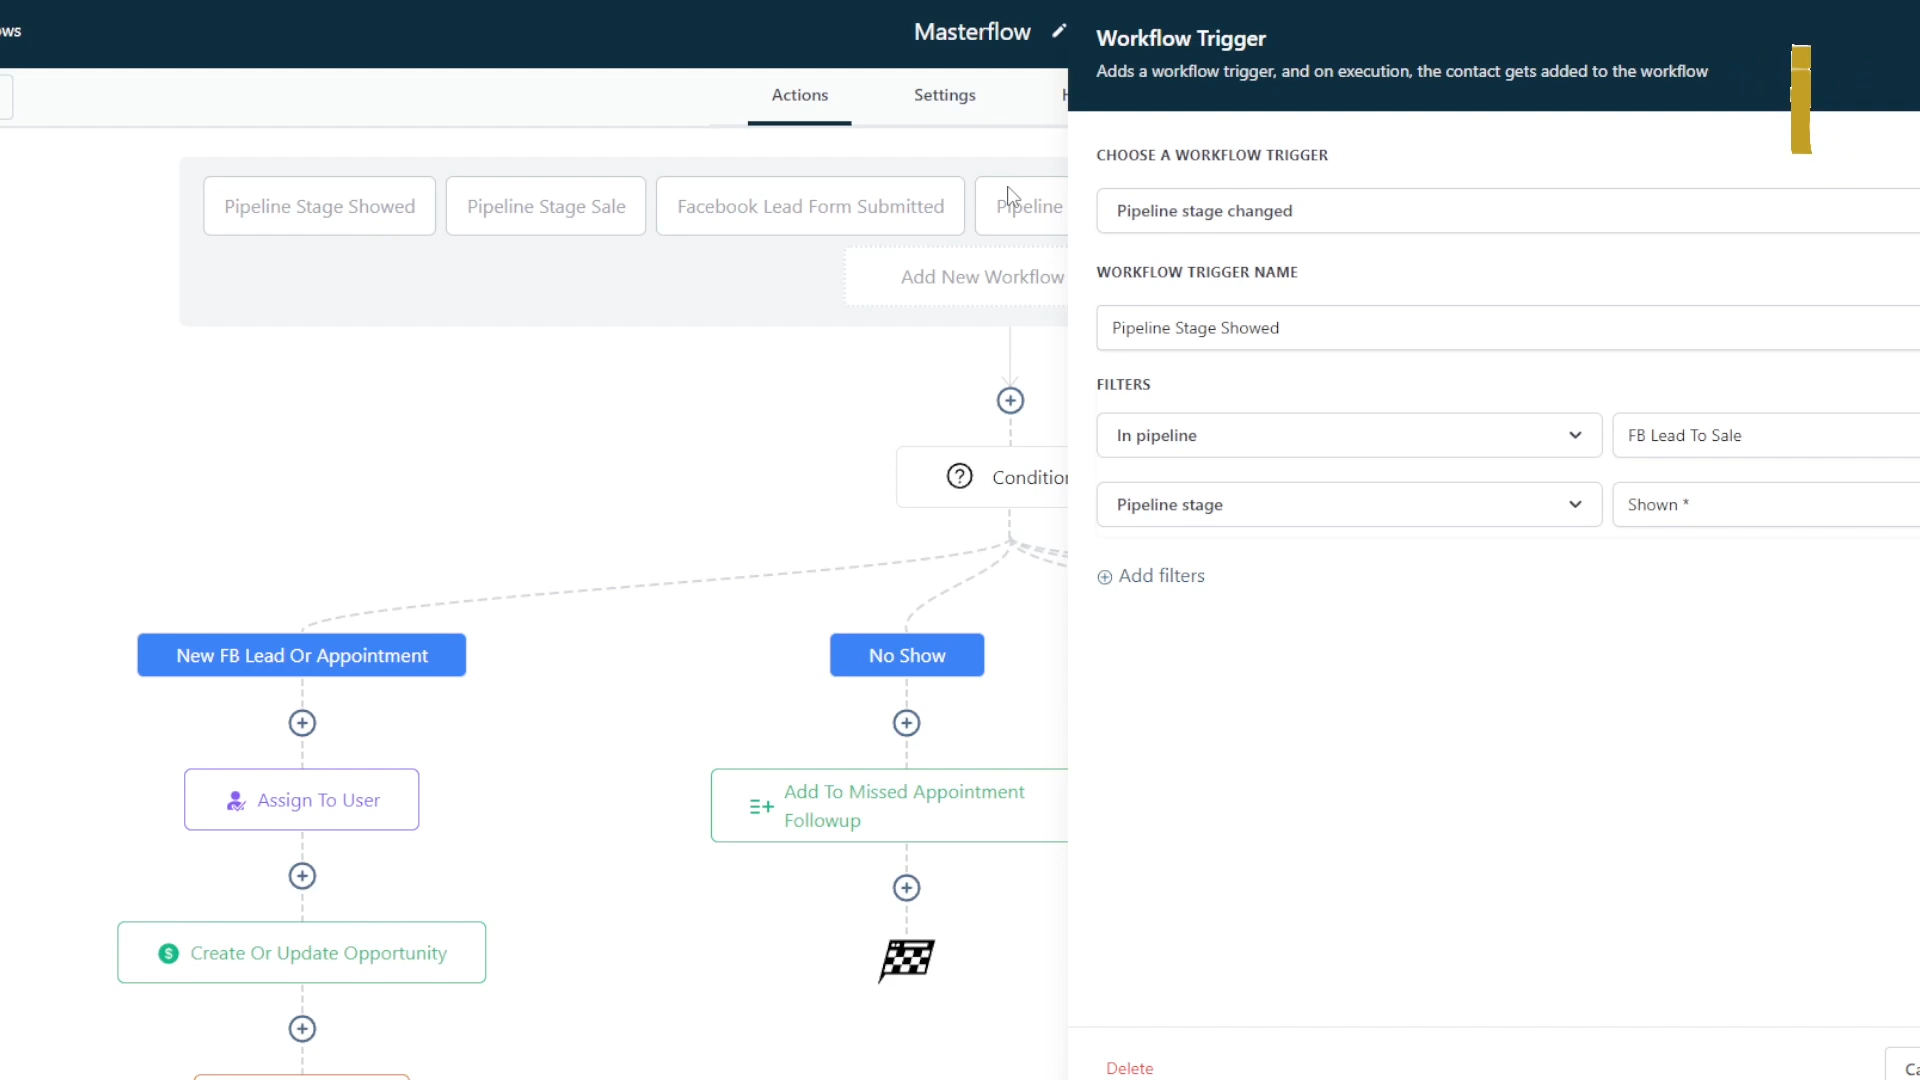 ows
Masterflow
Actions
Settings
Pipeline Stage Showed
Pipeline Stage Sale
Facebook Lead Form Submitted
Pipeline
Add New Workflow
Condition
New FB Lead Or Appointment
No Show
Assign To User
Add To Missed Appointment
Followup
Create Or Update Opportunity
Workflow Trigger
Adds a workflow trigger, and on execution, the contact gets added to the workflow
CHOOSE A WORKFLOW TRIGGER
Pipeline stage changed
WORKFLOW TRIGGER NAME
Pipeline Stage Showed
FILTERS
In pipeline
FB Lead To Sale
Pipeline stage
Shown *
Add filters
Delete
Ca